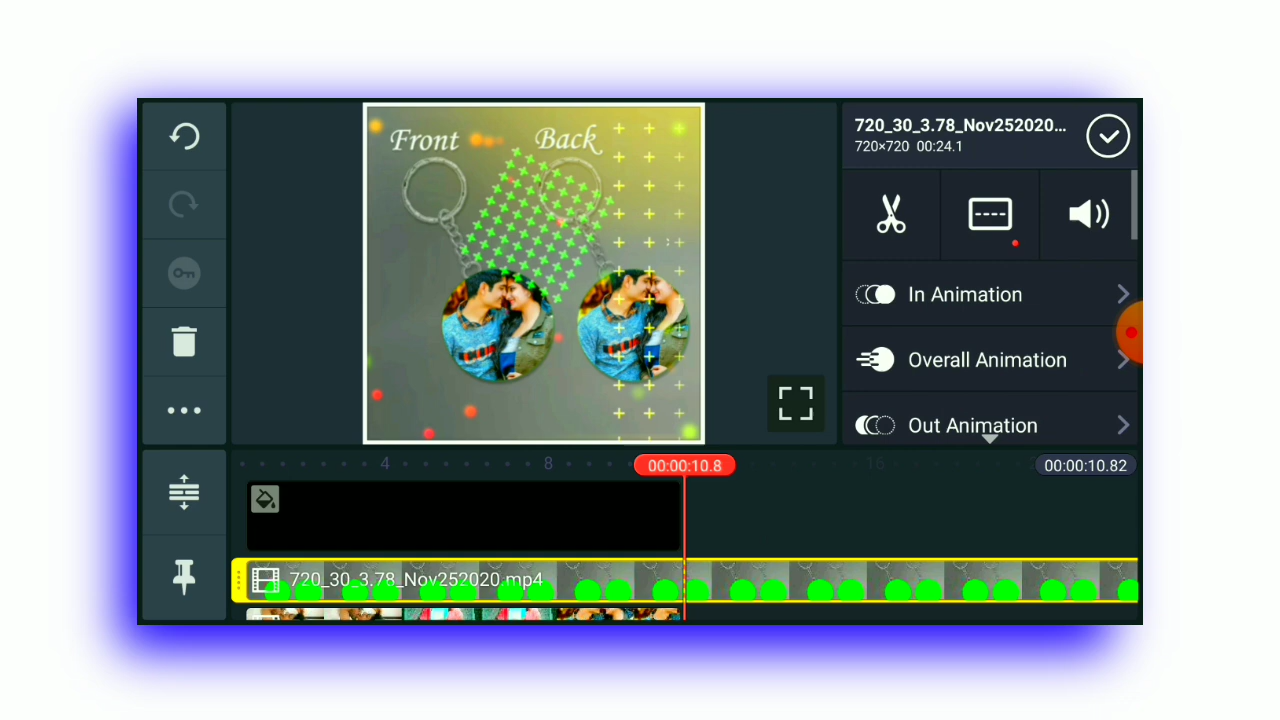 Front
Back
720_30_3.78_Nov252020...
720×720 00:24.1
In Animation
Overall Animation
Out Animation
4
8
00:00:10.8
16
00:00:10.82
720_30_3.78_Nov252020.mp4